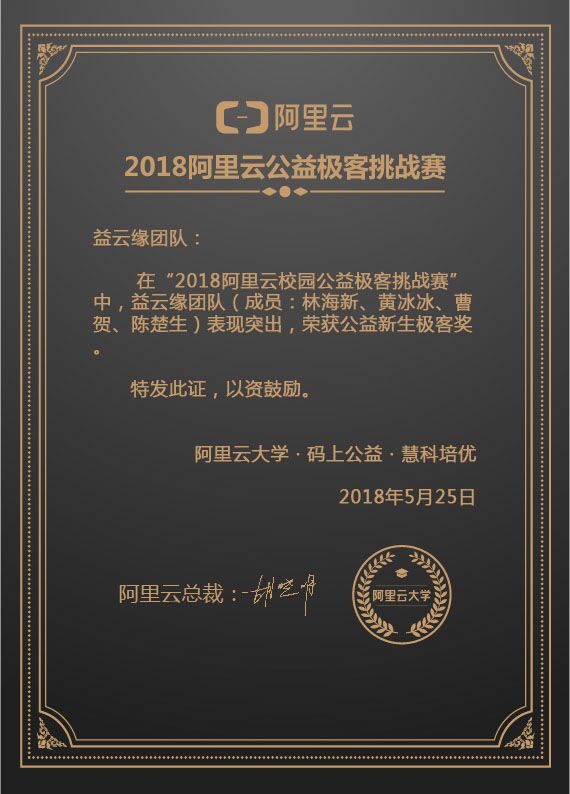 阿里云
2018阿里云公益极客挑战赛
益云缘团队：
在“2018阿里云校园公益极客挑战赛”
中，益云缘团队（成员：林海新、黄冰冰、曹
贺、陈楚生）表现突出，荣获公益新生极客奖
。
特发此证，以资鼓励。
阿里云大学·码上公益·慧科培优
2018年5月25日
阿里云总裁：胡晓明
阿里云大学